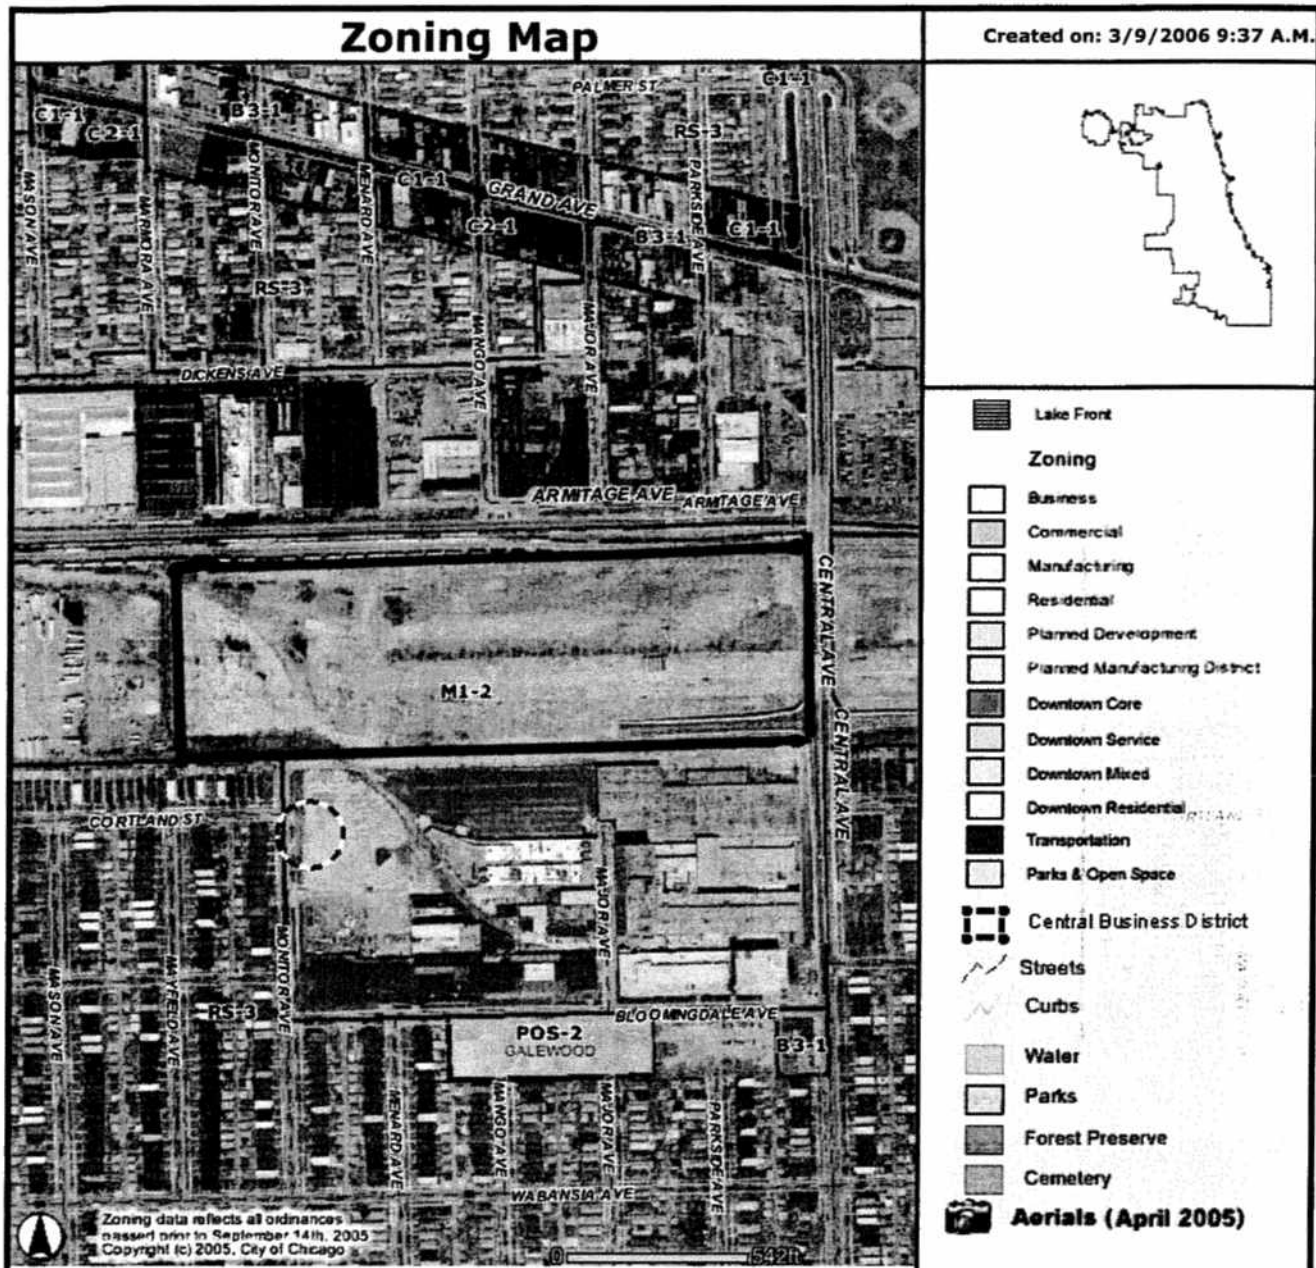 Zoning Map
Created on: 3/9/2006 9:37 A.M.
PALMER ST
C1-1
C1-1
C2-1
B3-1
RS-3
MASON AVE
MARMORA AVE
MONITOR AVE
MENARD AVE
C1-1
GRAND AVE
C2-1
B3-1
PARKSIDE AVE
C1-1
RS-3
MANGO AVE
MAJOR AVE
DICKENS AVE
ARMITAGE AVE
ARMITAGE AVE
CENTRAL AVE
M1-2
CENTRAL AVE
CORTLAND ST
MAJOR AVE
MASON AVE
MAYFIELD AVE
MONITOR AVE
RS-3
BLOOMINGDALE AVE
POS-2
GALEWOOD
B3-1
MENARD AVE
MANGO AVE
MAJOR AVE
PARKSIDE AVE
WABANSIA AVE
Zoning data reflects all ordinances
passed prior to September 14th, 2005
Copyright (c) 2005, City of Chicago
0 542ft
Lake Front
Zoning
Business
Commercial
Manufacturing
Residential
Planned Development
Planned Manufacturing District
Downtown Core
Downtown Service
Downtown Mixed
Downtown Residential
Transportation
Parks & Open Space
Central Business District
Streets
Curbs
Water
Parks
Forest Preserve
Cemetery
Aerials (April 2005)